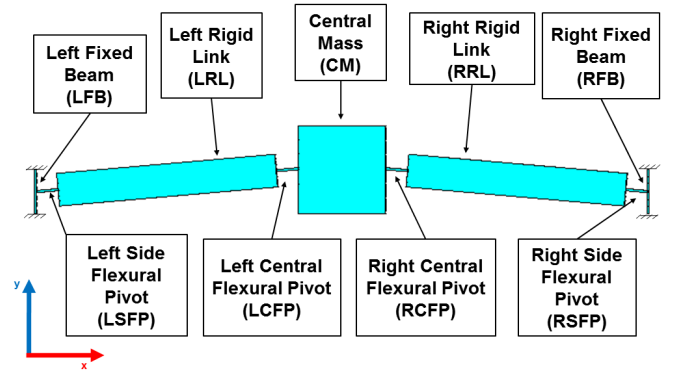 Left Fixed
Beam
(LFB)
Left Rigid
Link
(LRL)
Central
Mass
(CM)
Right Rigid
Link
(RRL)
Right Fixed
Beam
(RFB)
Left Side
Flexural
Pivot
(LSFP)
Left Central
Flexural Pivot
(LCFP)
Right Central
Flexural Pivot
(RCFP)
Right Side
Flexural
Pivot
(RSFP)
y
x